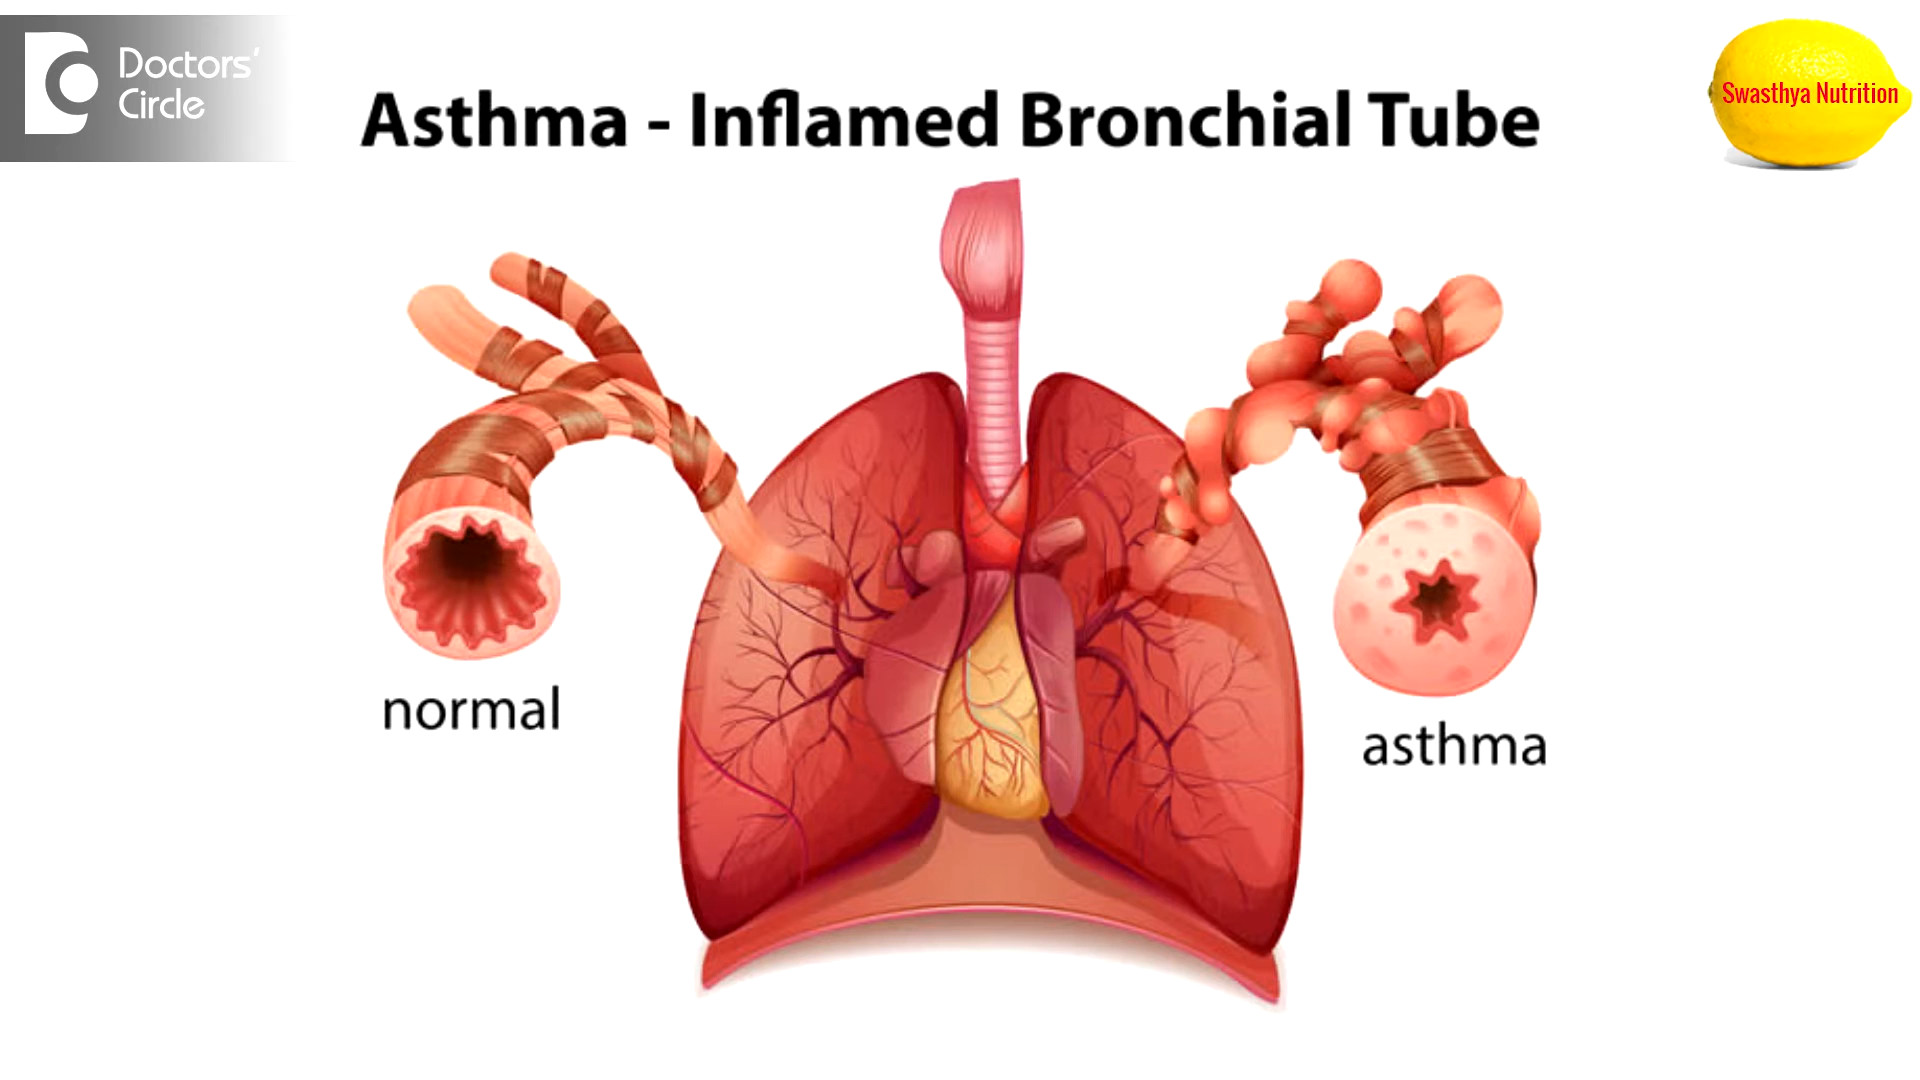 Doctors'
Circle
Asthma - Inflamed Bronchial Tube
Swasthya Nutrition
normal
asthma